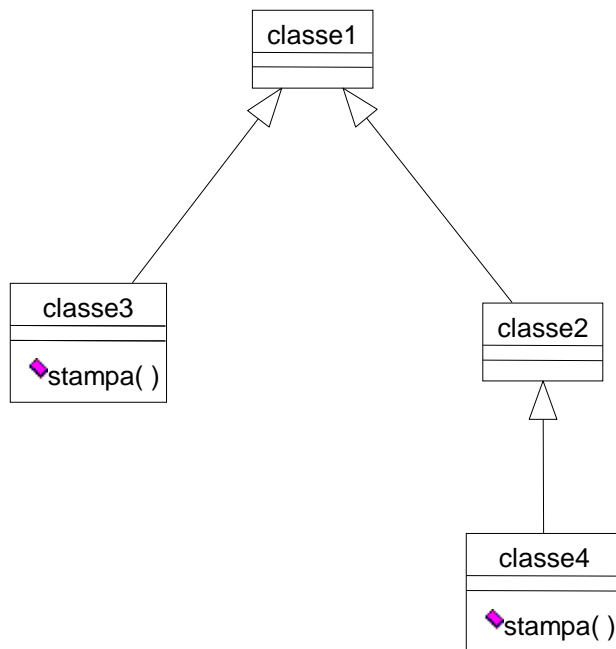 classe1
classe3
stampa( )
classe2
classe4
stampa( )